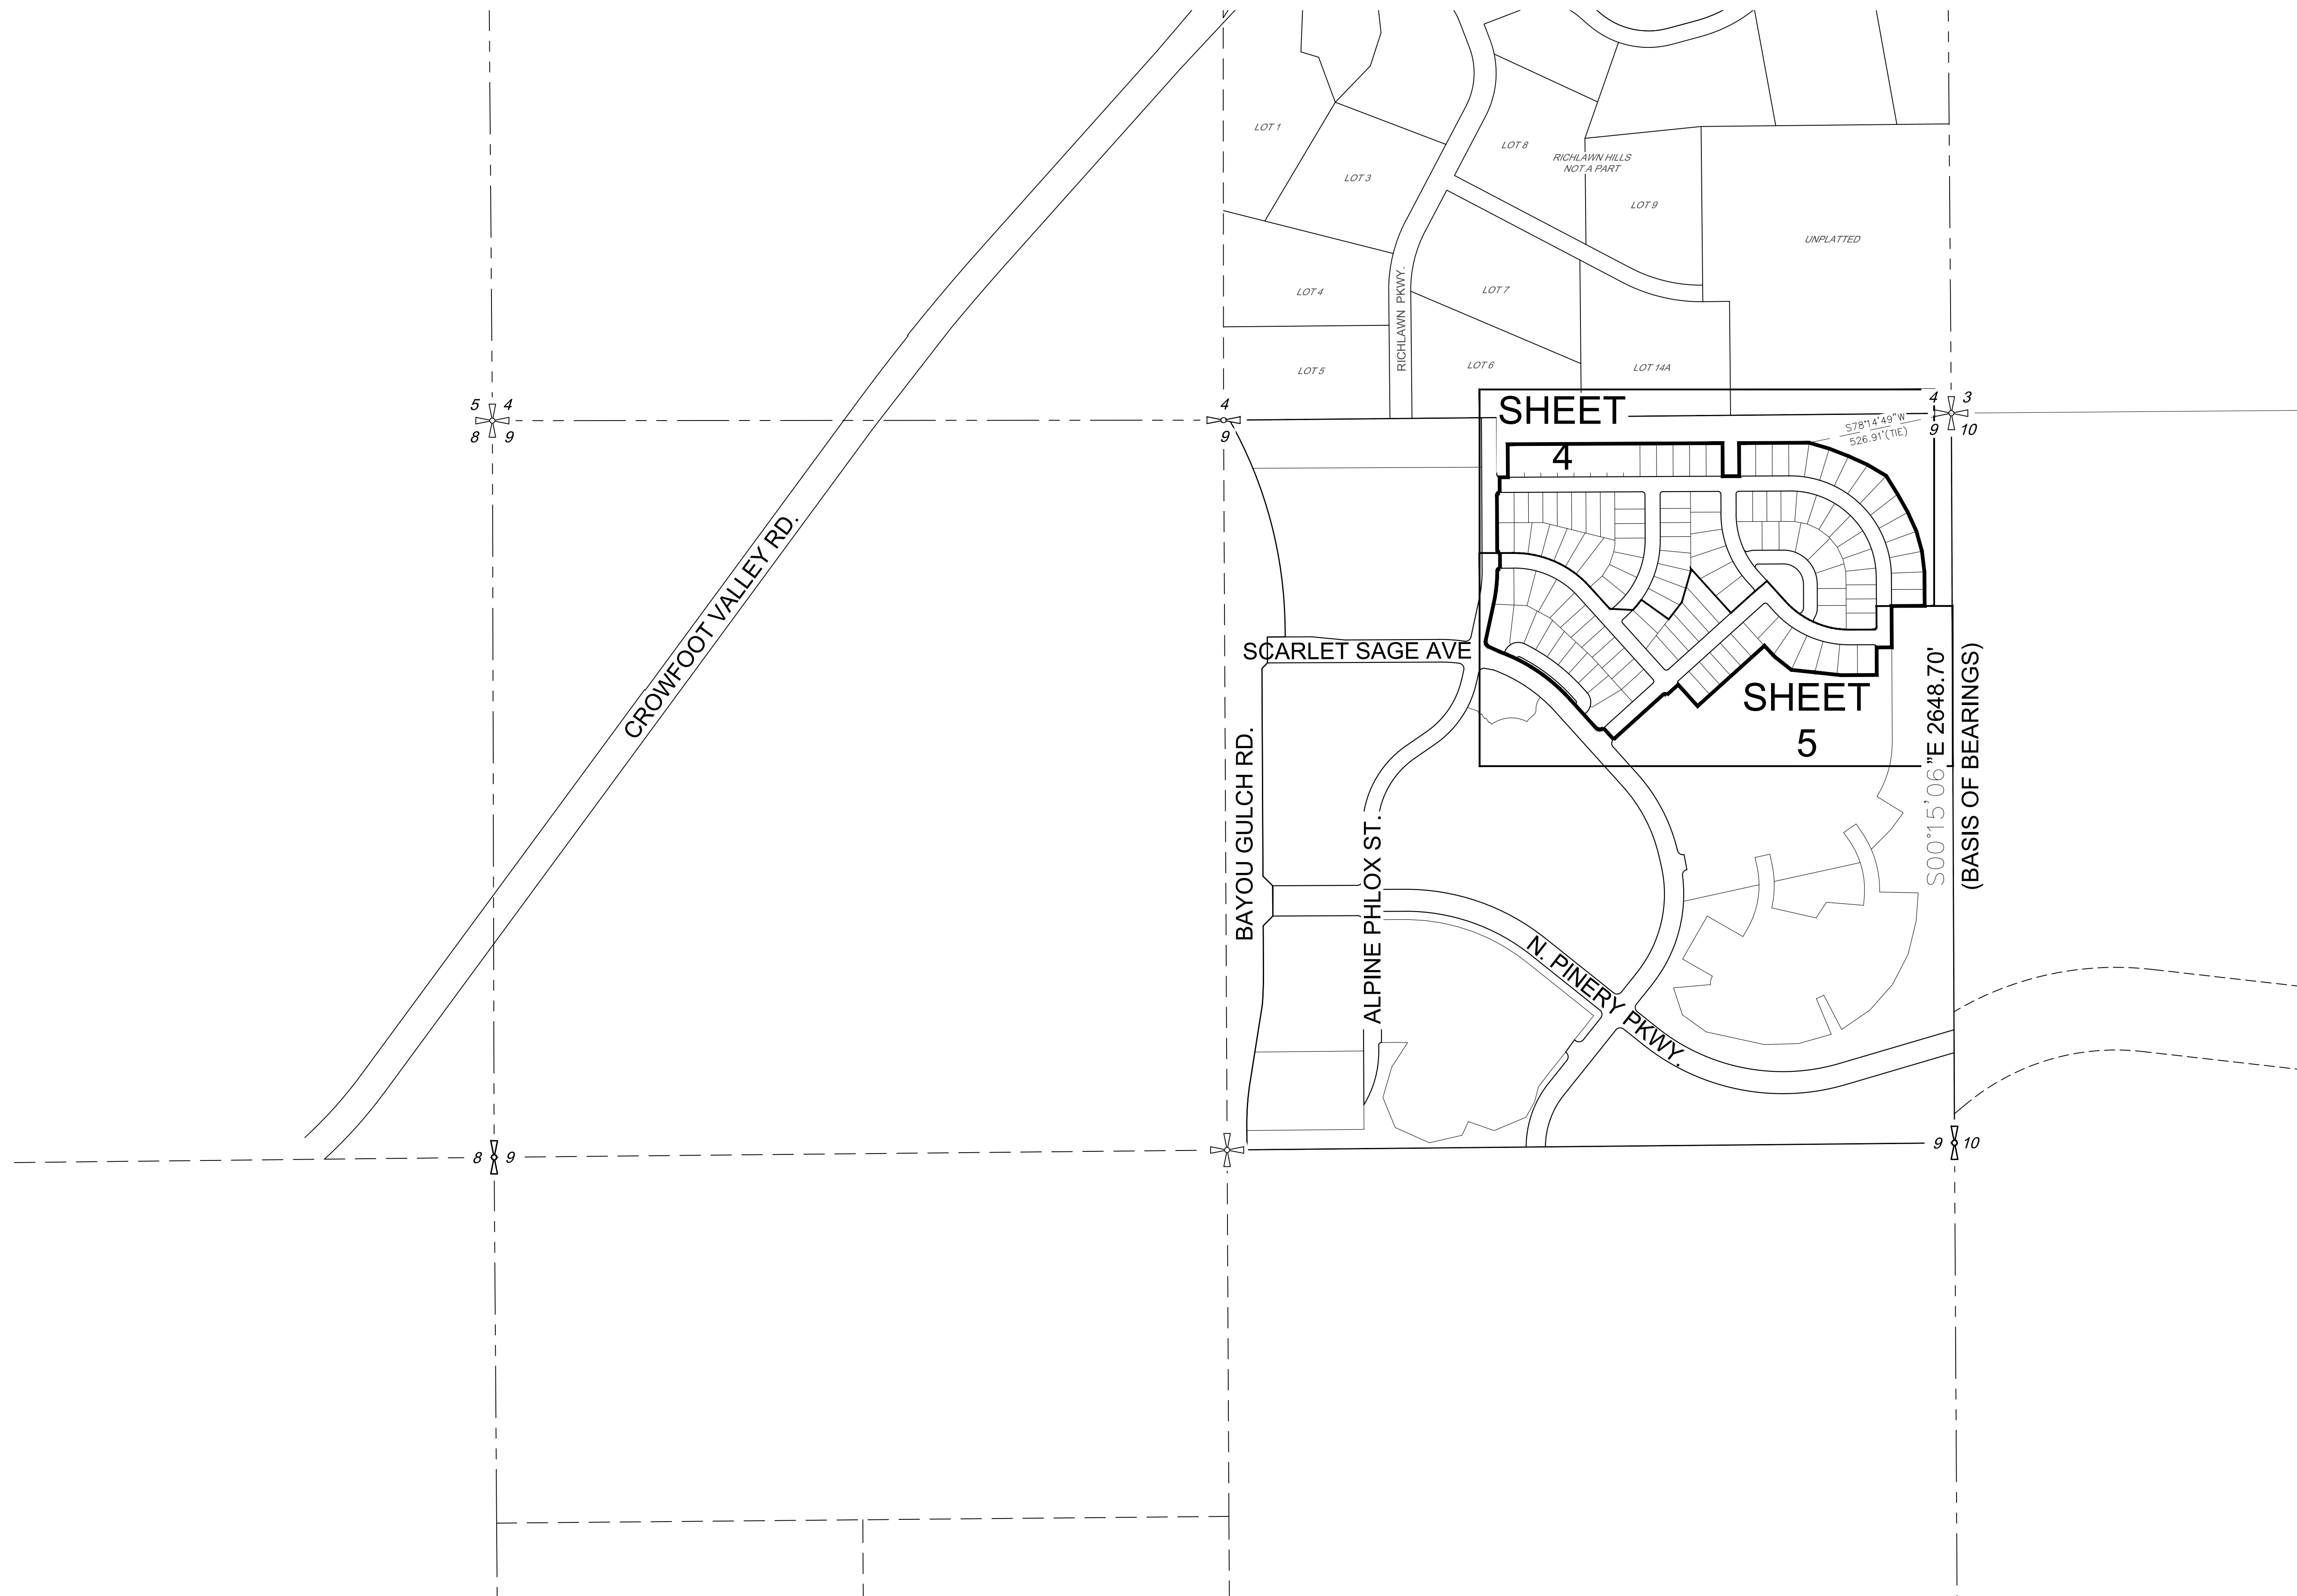 LOT 1
LOT 8
RICHLAWN HILLS
NOT A PART
LOT 3
LOT 9
UNPLATTED
LOT 4
LOT 7
RICHLAWN PKWY.
LOT 5
LOT 6
LOT 14A
5 4
8 9
4
9
4 3
9 10
SHEET
4
S78°14'49"W
526.91'(TIE)
CROWFOOT VALLEY RD.
SCARLET SAGE AVE
SHEET
5
S00°15'06"E 2648.70'
(BASIS OF BEARINGS)
BAYOU GULCH RD.
ALPINE PHLOX ST.
N. PINERY PKWY.
8 9
9 10